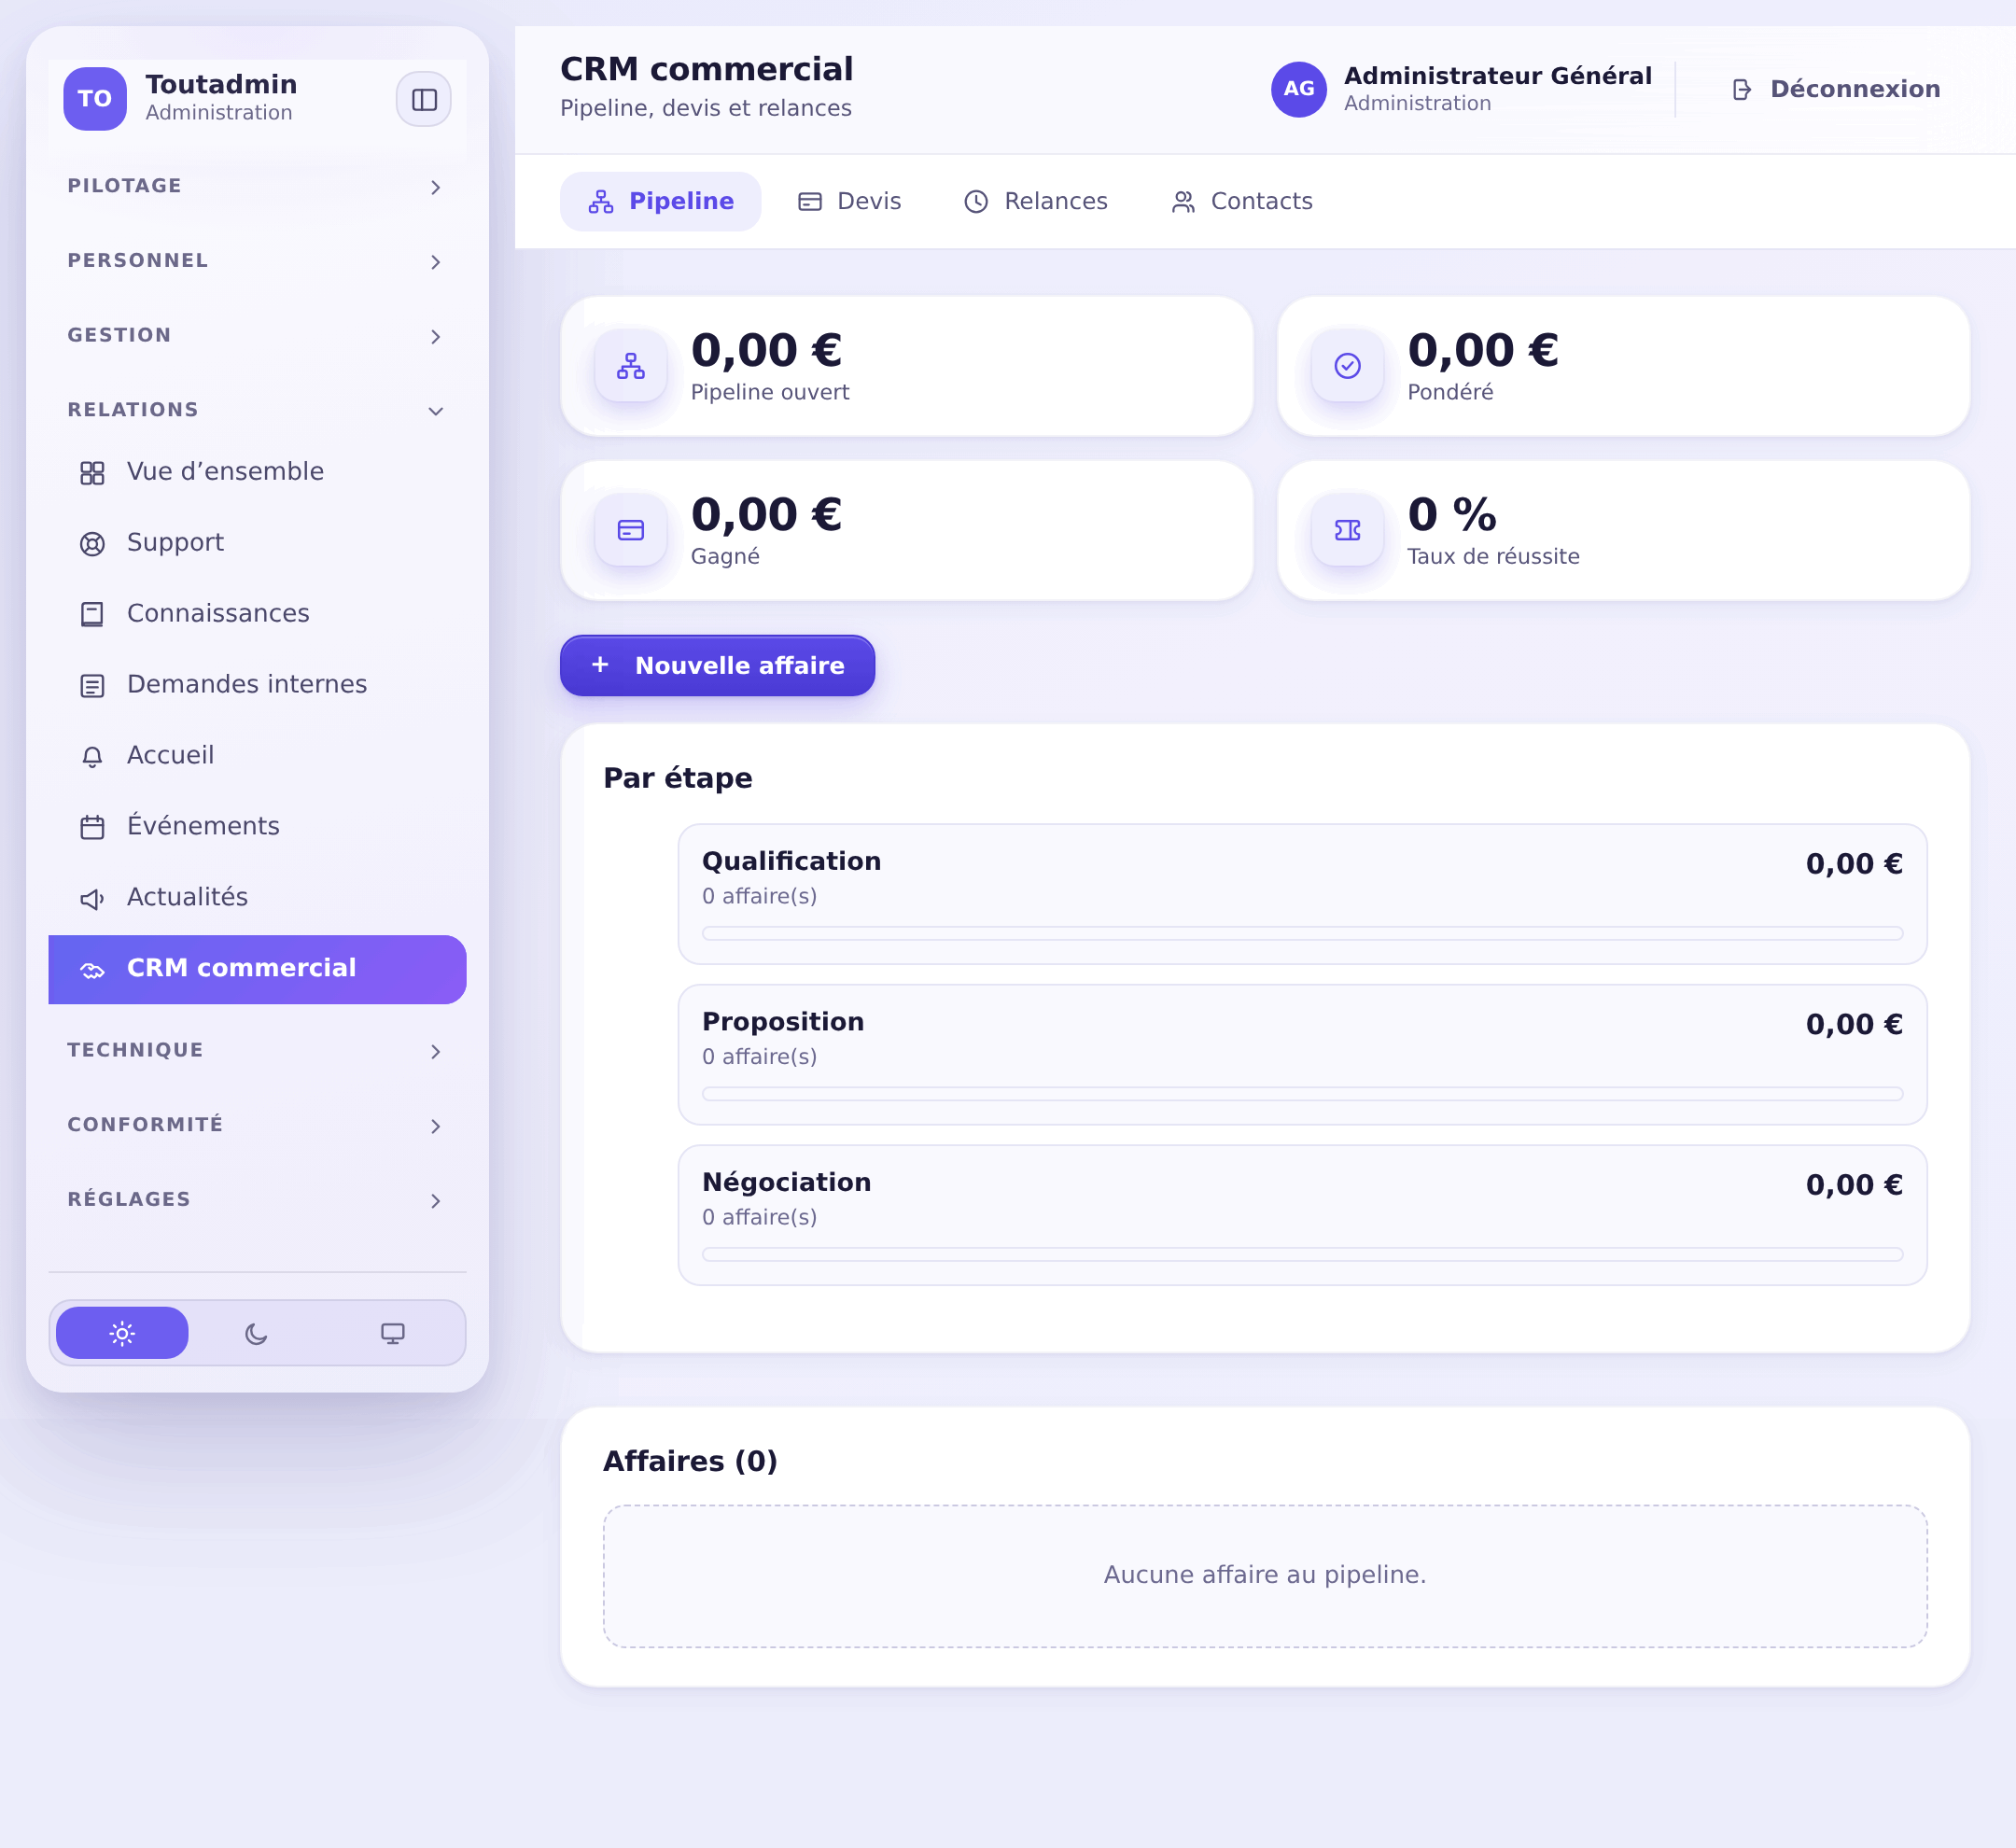 TO
Toutadmin
Administration
PILOTAGE
PERSONNEL
GESTION
RELATIONS
Vue d’ensemble
Support
Connaissances
Demandes internes
Accueil
Événements
Actualités
CRM commercial
TECHNIQUE
CONFORMITÉ
RÉGLAGES
CRM commercial
Pipeline, devis et relances
AG
Administrateur Général
Administration
Déconnexion
Pipeline
Devis
Relances
Contacts
0,00 €
Pipeline ouvert
0,00 €
Pondéré
0,00 €
Gagné
0 %
Taux de réussite
+ Nouvelle affaire
Par étape
Qualification
0,00 €
0 affaire(s)
Proposition
0,00 €
0 affaire(s)
Négociation
0,00 €
0 affaire(s)
Affaires (0)
Aucune affaire au pipeline.